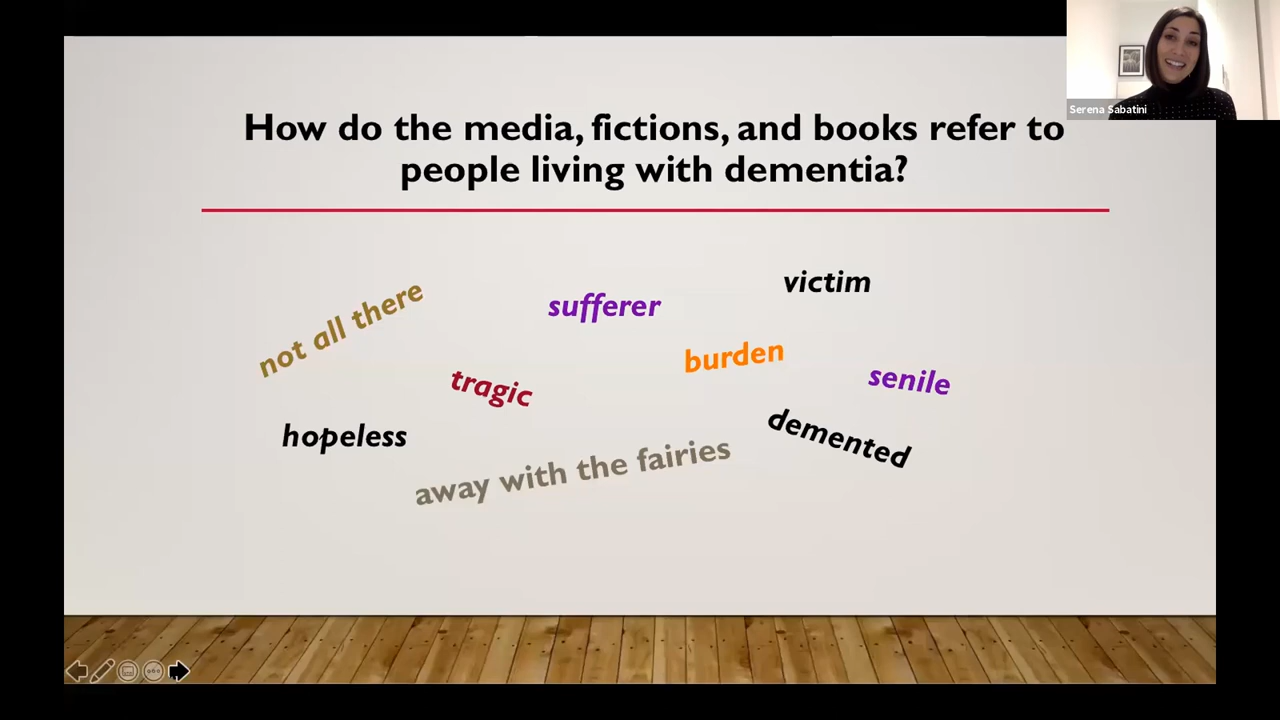 How do the media, fictions, and books refer to
people living with dementia?
Serena Sabatini
not all there
sufferer
victim
tragic
burden
senile
hopeless
away with the fairies
demented